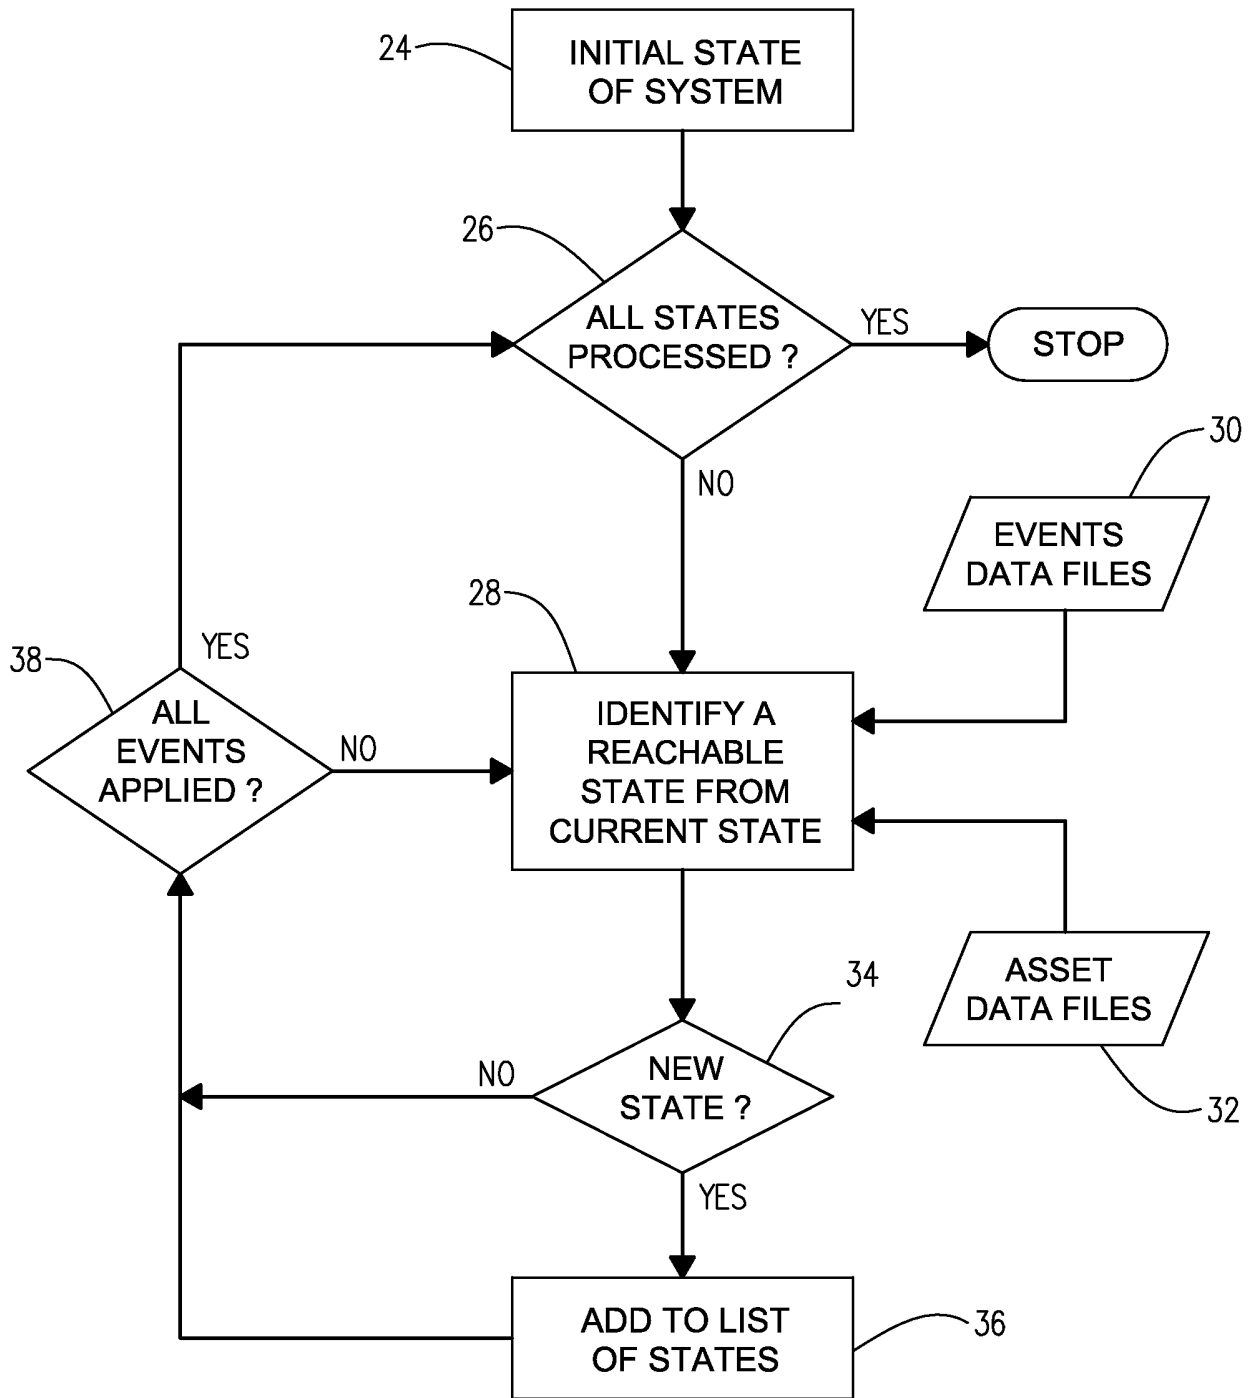 24
INITIAL STATE
OF SYSTEM
26
ALL STATES
PROCESSED ?
YES
STOP
NO
30
EVENTS
DATA FILES
28
IDENTIFY A
REACHABLE
STATE FROM
CURRENT STATE
38
YES
ALL
EVENTS
APPLIED ?
NO
34
ASSET
DATA FILES
32
NEW
STATE ?
NO
YES
ADD TO LIST
OF STATES
36